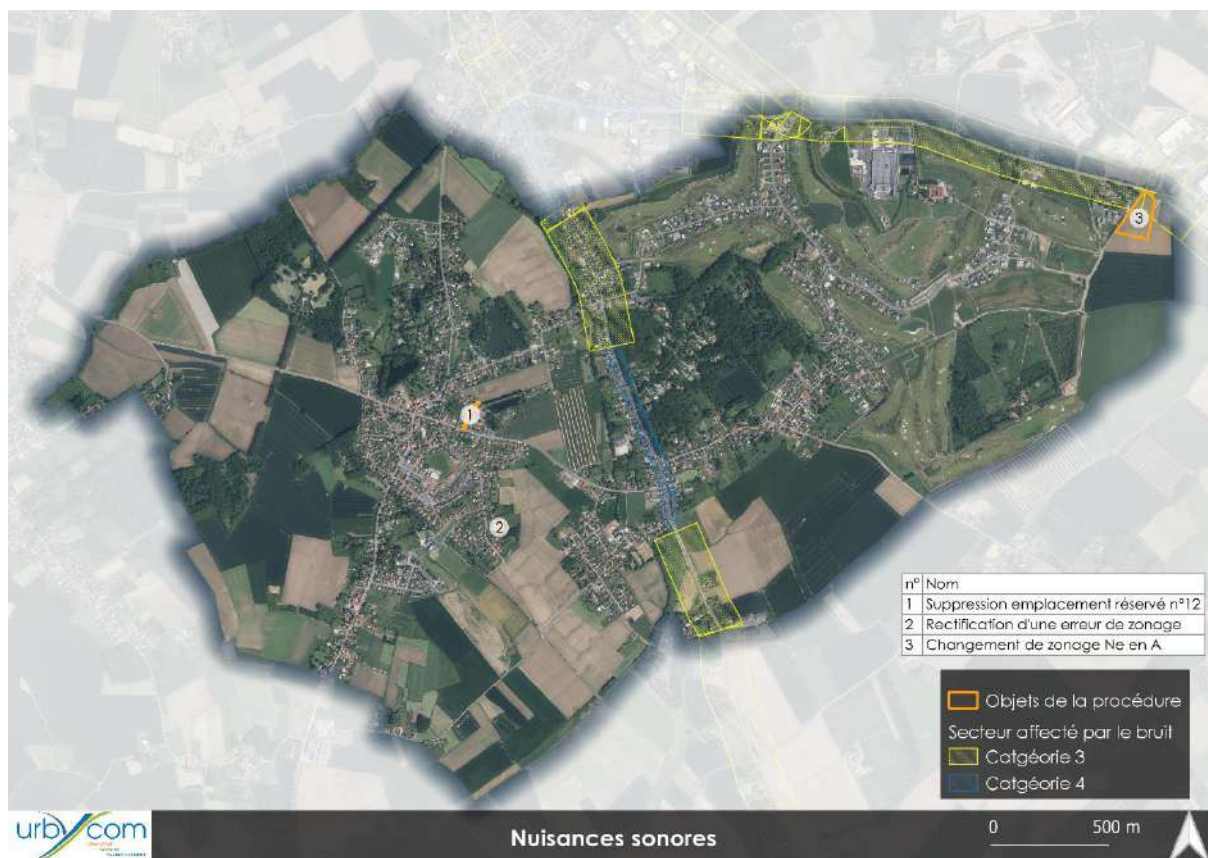 3
1
2
n° Nom
1 Suppression emplacement réservé n°12
2 Rectification d'une erreur de zonage
3 Changement de zonage Ne en A
Objets de la procédure
Secteur affecté par le bruit
Catgéorie 3
Catgéorie 4
urbycom
Nuisances sonores
0 500 m